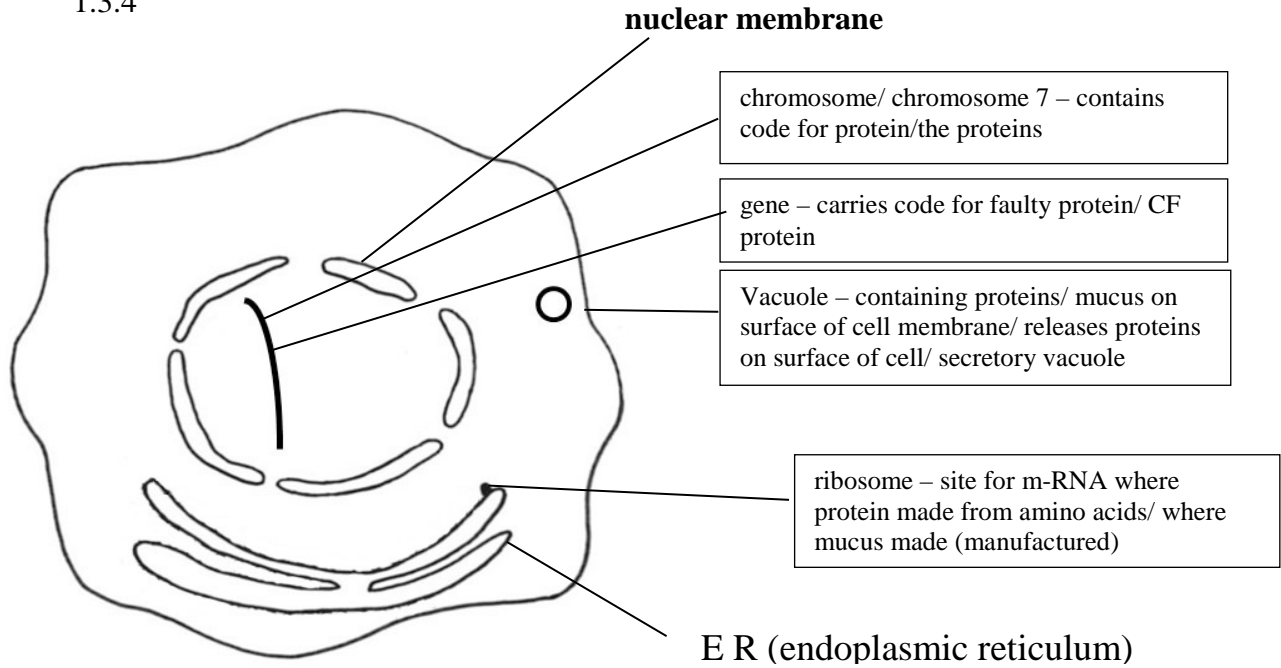 1.3.4
nuclear membrane
chromosome/ chromosome 7 – contains
code for protein/the proteins
gene – carries code for faulty protein/ CF
protein
Vacuole – containing proteins/ mucus on
surface of cell membrane/ releases proteins
on surface of cell/ secretory vacuole
ribosome – site for m-RNA where
protein made from amino acids/ where
mucus made (manufactured)
E R (endoplasmic reticulum)